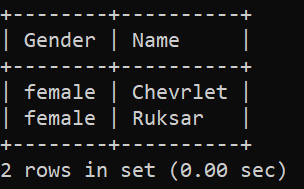 +--------+----------+
| Gender | Name     |
+--------+----------+
| female | Chevrlet |
| female | Ruksar   |
+--------+----------+
2 rows in set (0.00 sec)